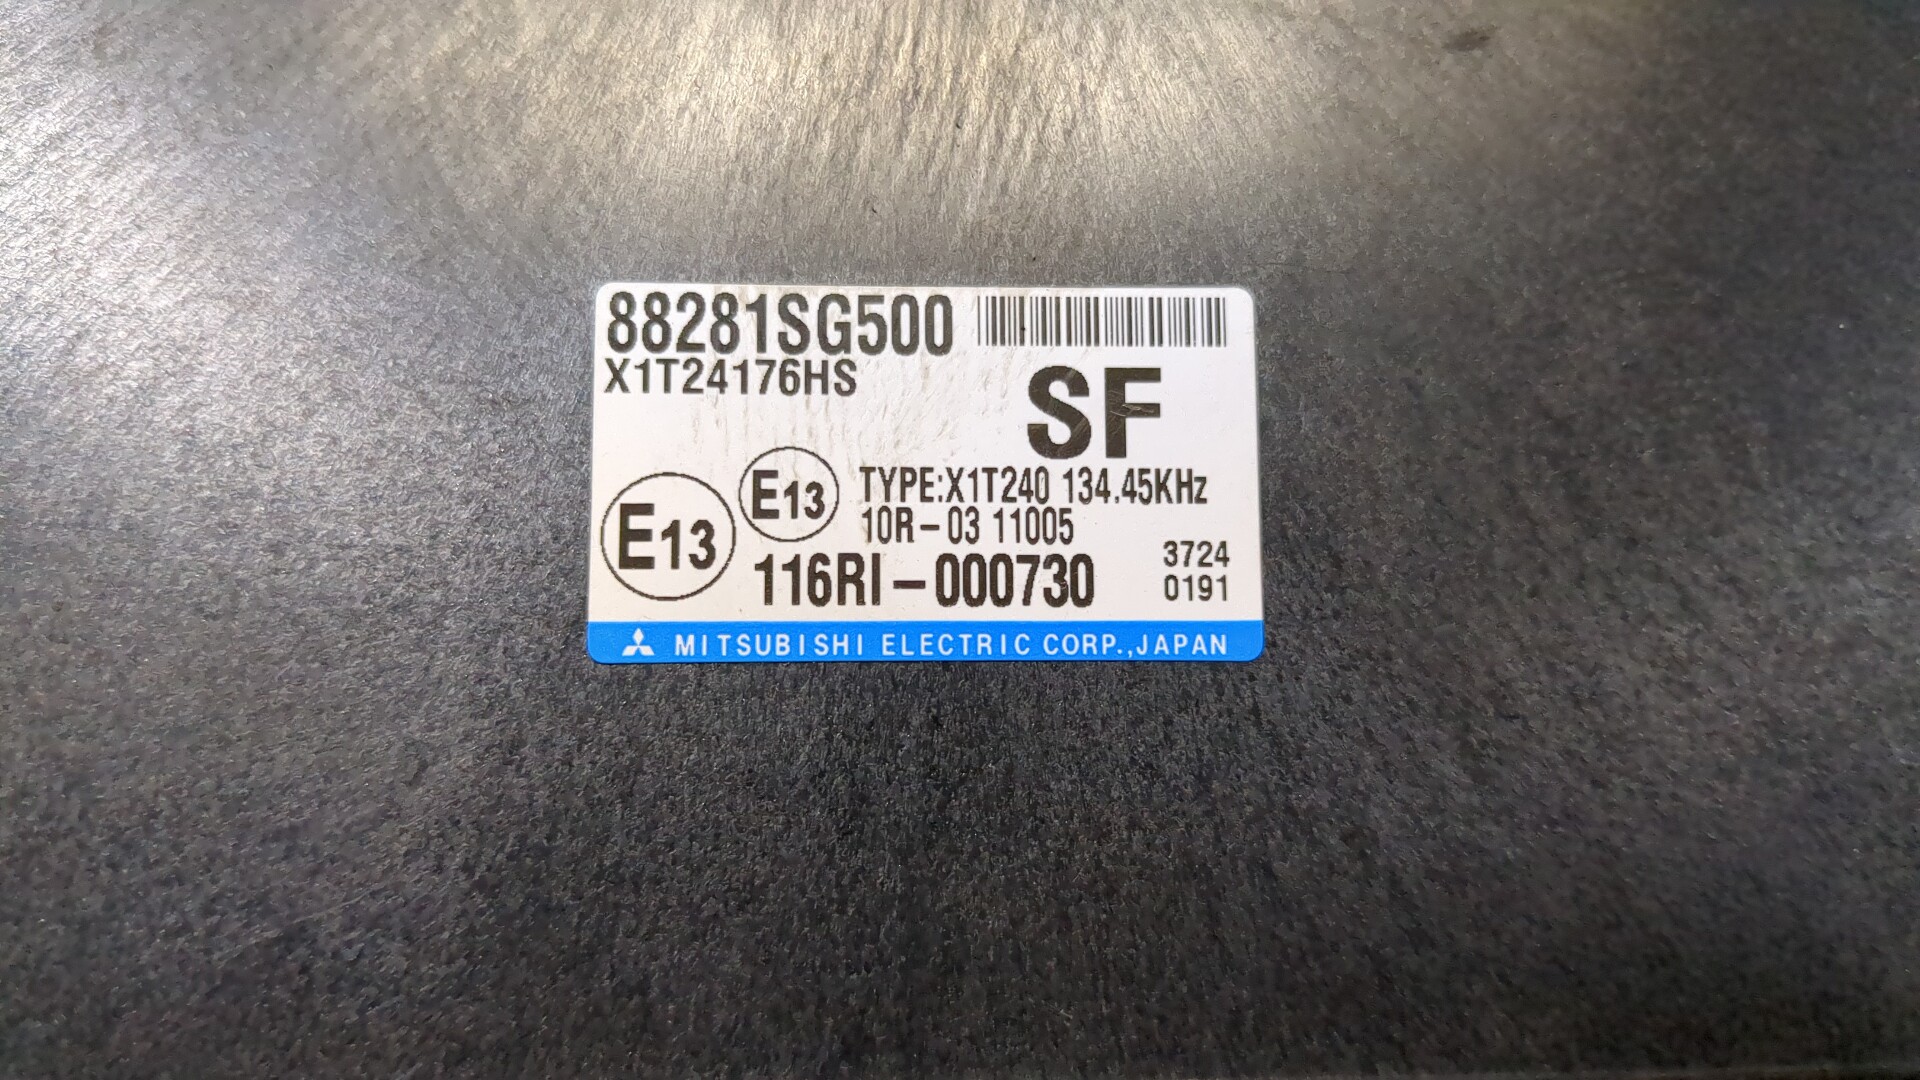 88281SG500
X1T24176HS
SF
E13
E13
TYPE:X1T240 134.45KHz
10R-03 11005
116RI-000730
3724
0191
MITSUBISHI ELECTRIC CORP.,JAPAN